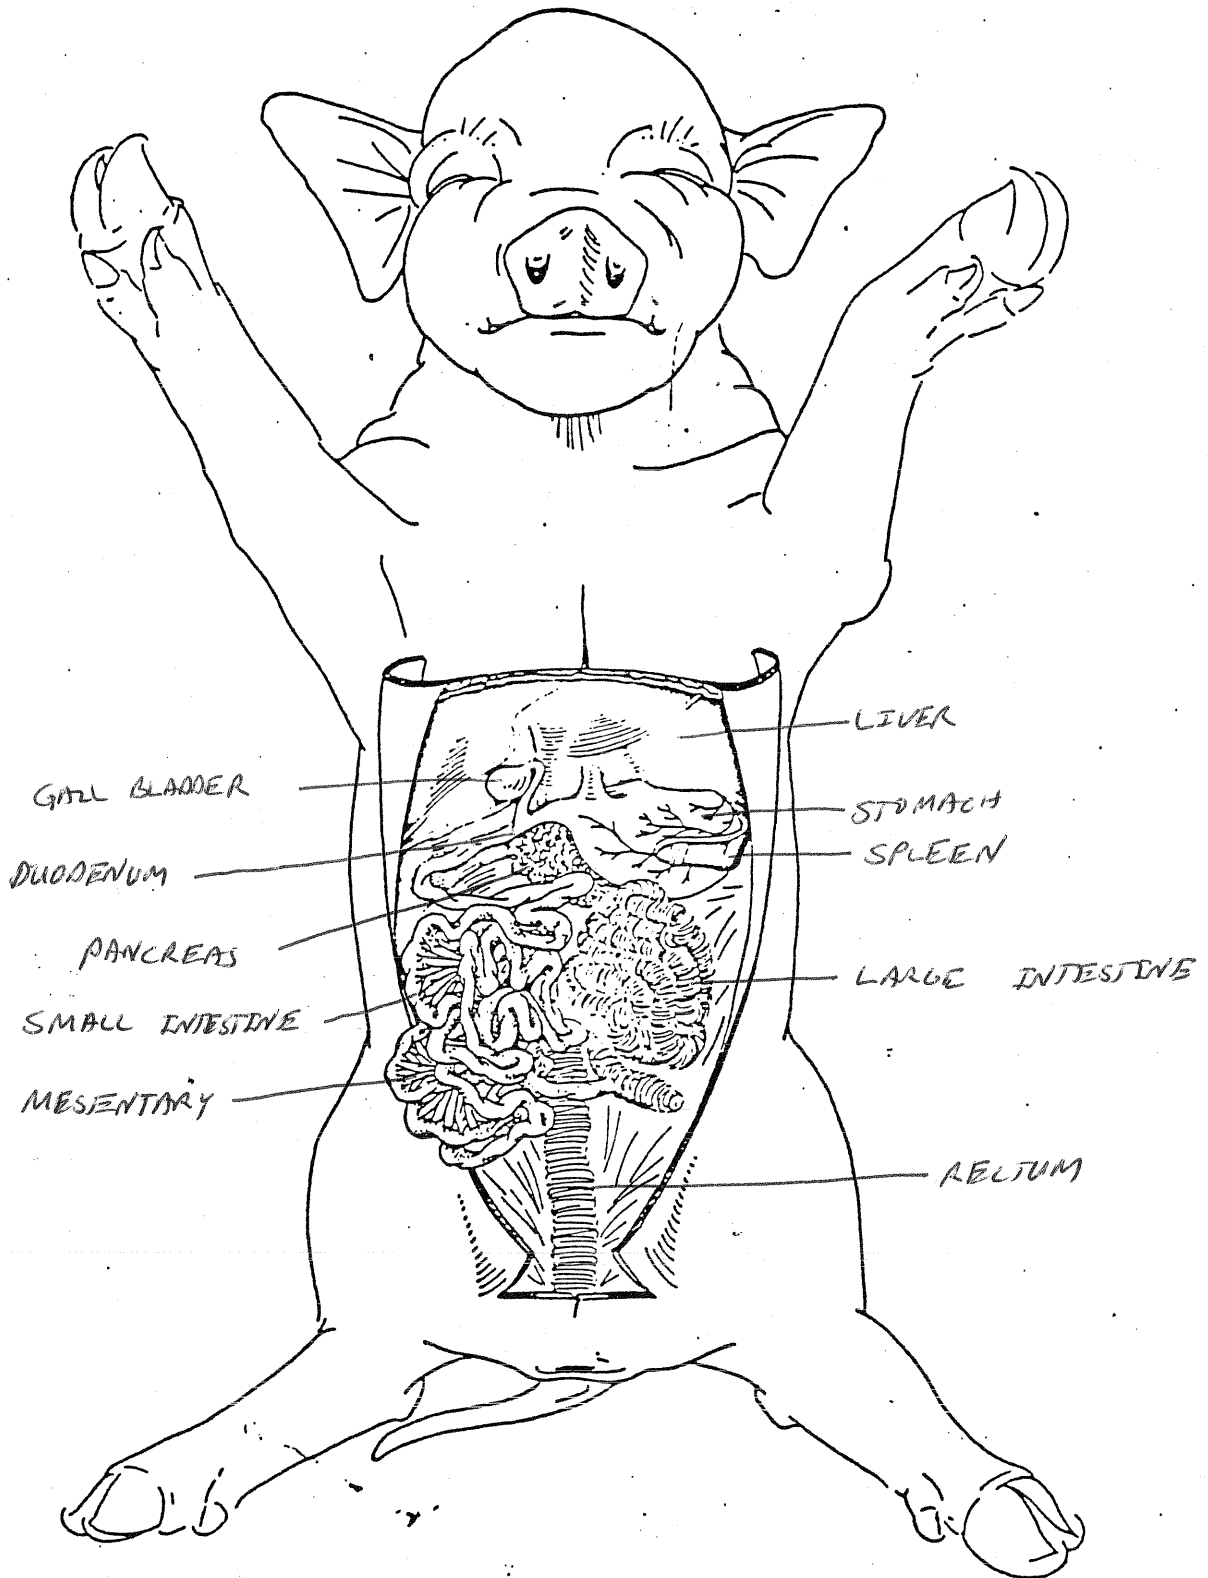 LIVER
GALL BLADDER
STOMACH
SPLEEN
DUODENUM
PANCREAS
LARGE INTESTINE
SMALL INTESTINE
MESENTARY
RECTUM